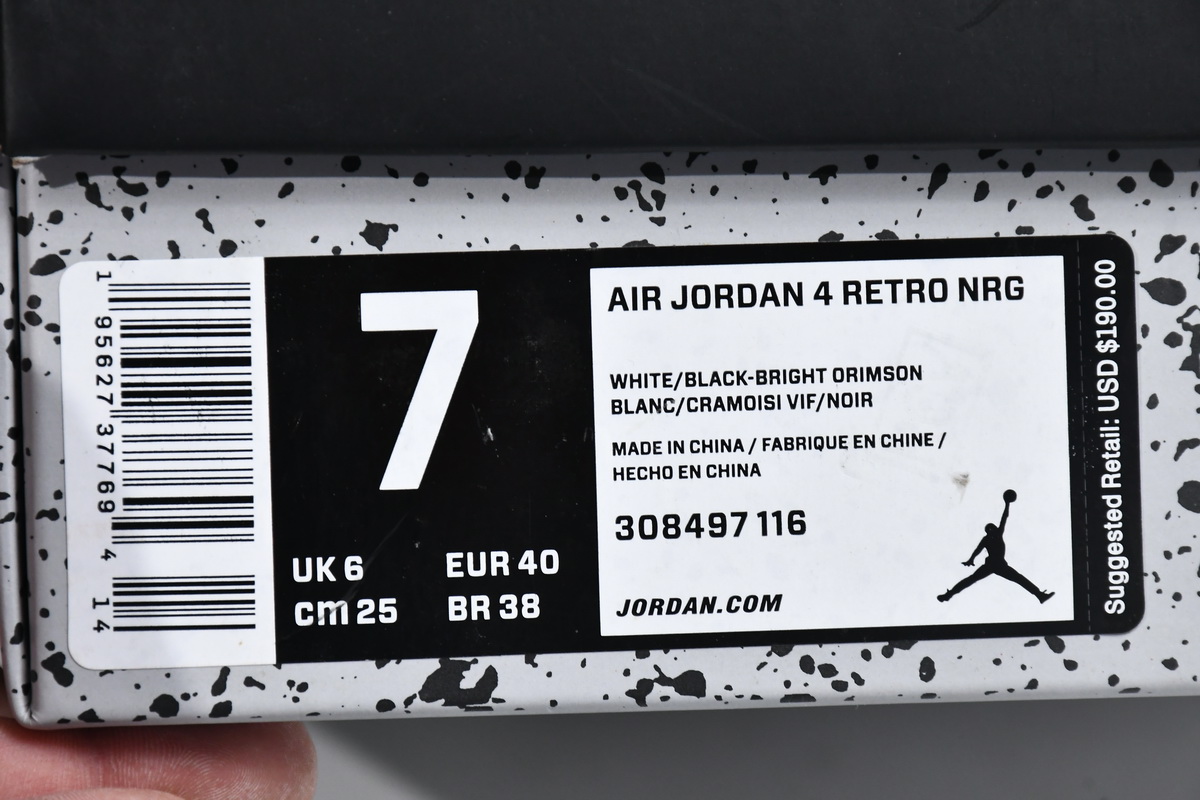 1 95627 37769 4 14
7
UK 6 EUR 40
cm 25 BR 38
AIR JORDAN 4 RETRO NRG
WHITE/BLACK-BRIGHT ORIMSON
BLANC/CRAMOISI VIF/NOIR
MADE IN CHINA / FABRIQUE EN CHINE /
HECHO EN CHINA
308497 116
JORDAN.COM
Suggested Retail: USD $190.00